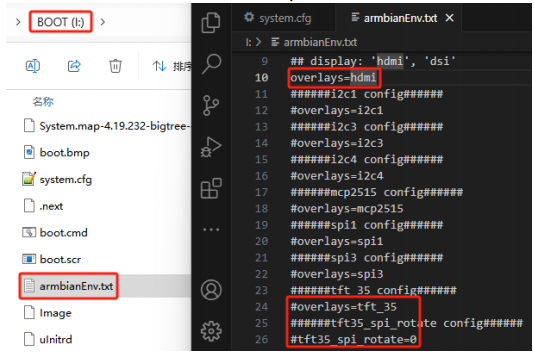 BOOT (I:)
排序
名称
System.map-4.19.232-bigtree-
boot.bmp
system.cfg
.next
boot.cmd
boot.scr
armbianEnv.txt
Image
uInitrd
system.cfg
armbianEnv.txt
I: > armbianEnv.txt
9 ## display: 'hdmi', 'dsi'
10 overlays=hdmi
11 ######i2c1 config######
12 #overlays=i2c1
13 ######i2c3 config######
14 #overlays=i2c3
15 ######i2c4 config######
16 #overlays=i2c4
17 ######mcp2515 config######
18 #overlays=mcp2515
19 ######spi1 config######
20 #overlays=spi1
21 ######spi3 config######
22 #overlays=spi3
23 ######tft_35 config######
24 #overlays=tft_35
25 ######tft35_spi_rotate config######
26 #tft35_spi_rotate=0